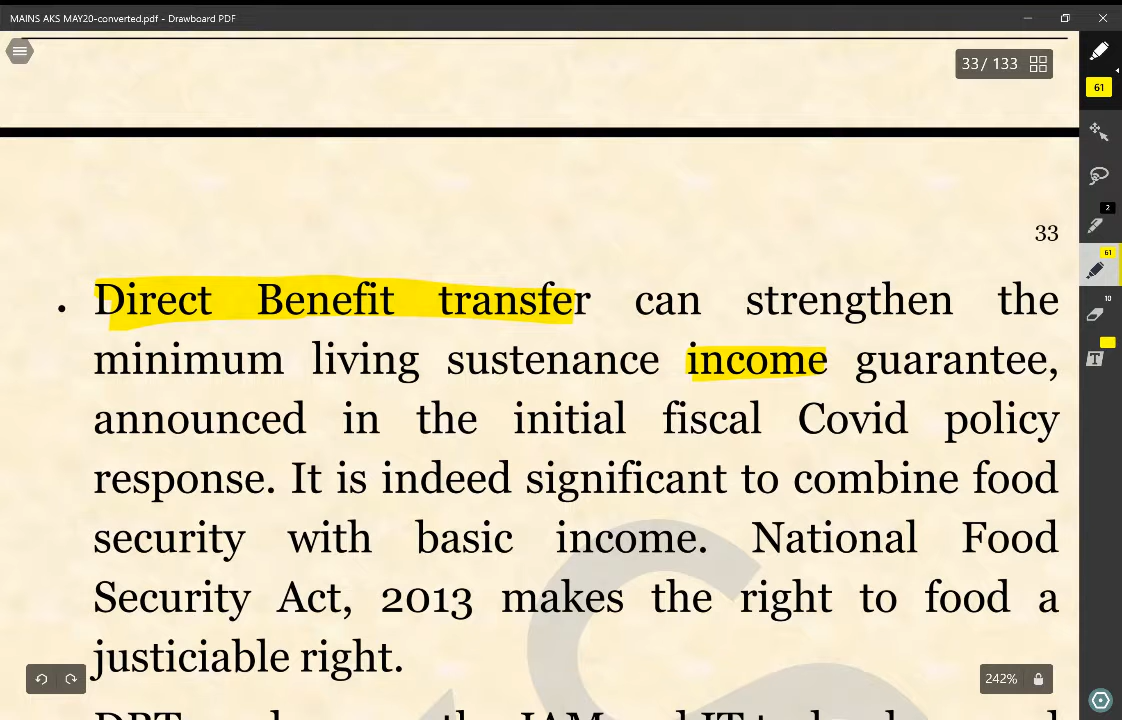 MAINS AKS MAY20-converted.pdf - Drawboard PDF
33 / 133
61
33
2
61
10
• Direct Benefit transfer can strengthen the
minimum living sustenance income guarantee,
announced in the initial fiscal Covid policy
response. It is indeed significant to combine food
security with basic income. National Food
Security Act, 2013 makes the right to food a
justiciable right.
242%